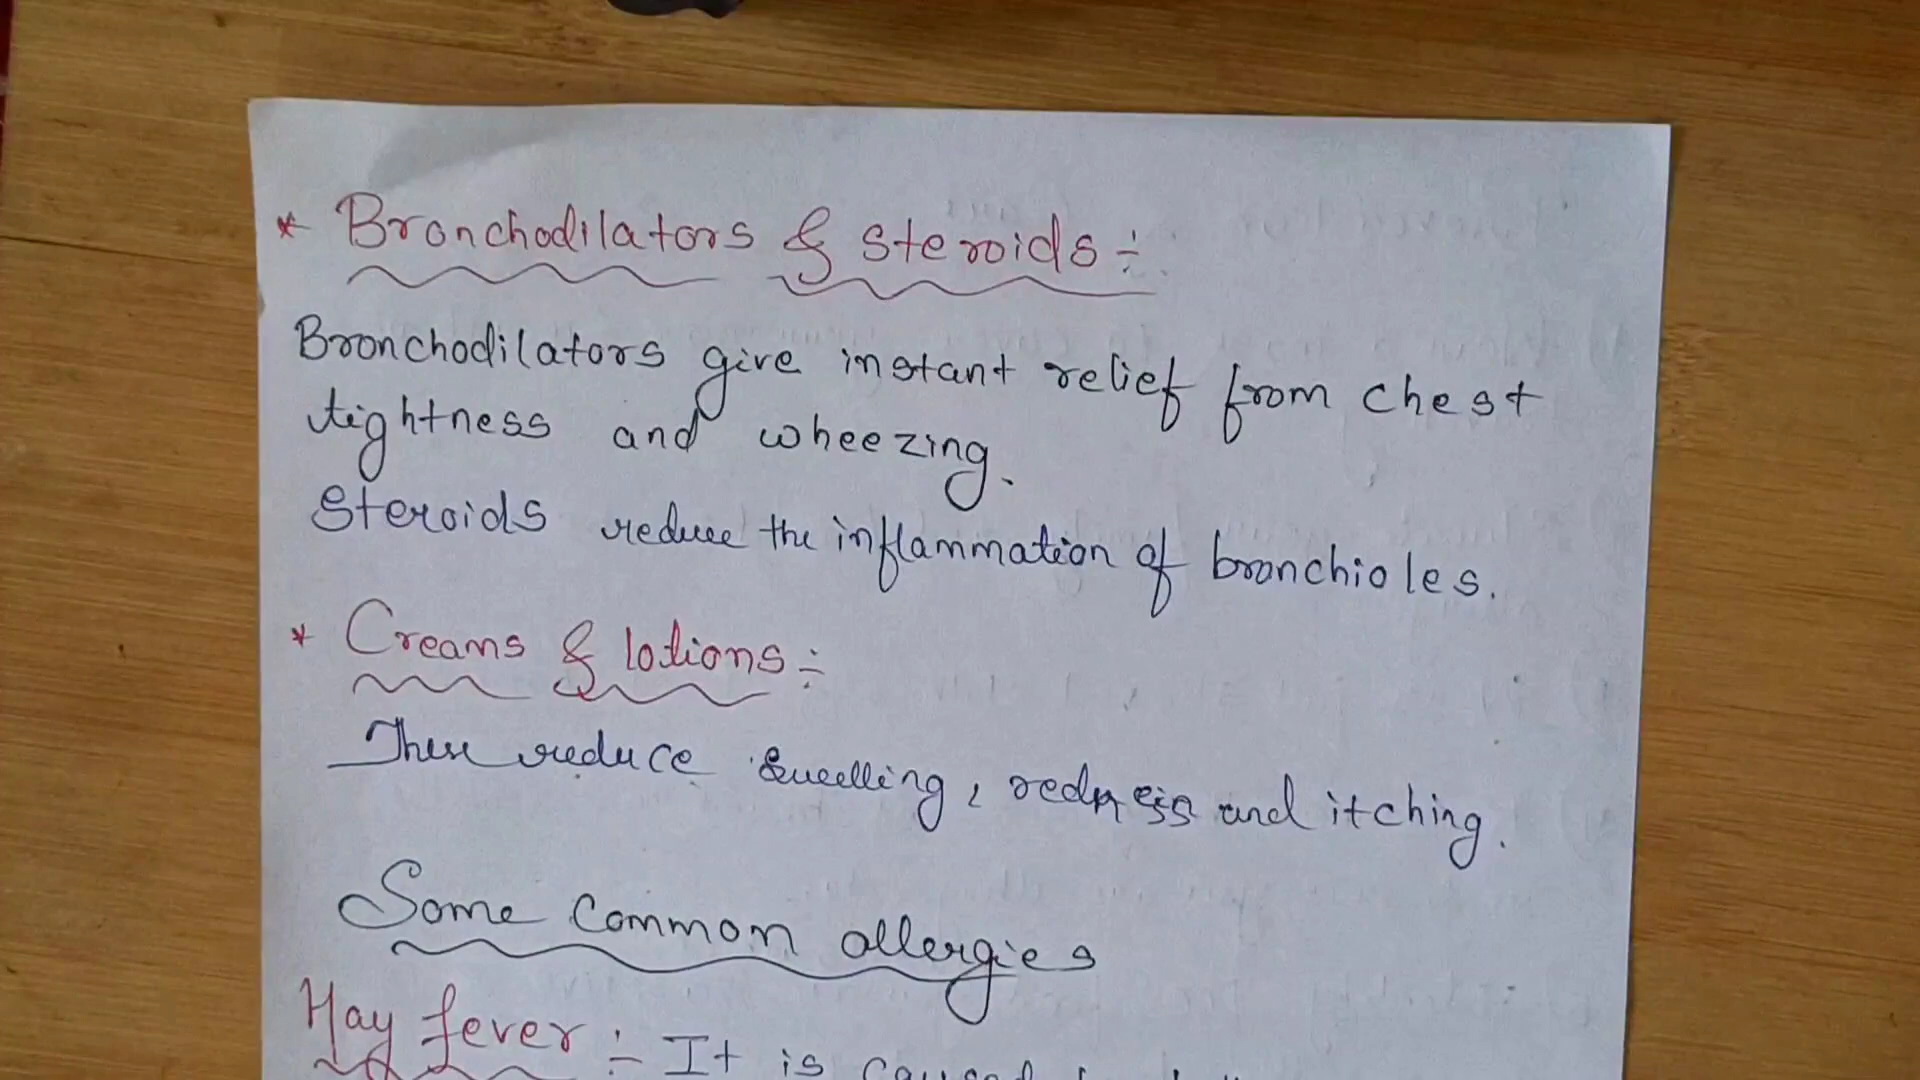 * Bronchodilators & steroids ÷
Bronchodilators give instant relief from chest
tightness and wheezing.
Steroids reduce the inflammation of bronchioles.
* Creams & lotions ÷
These reduce swelling, redness and itching.
Some common allergies
Hay fever ÷ It is caused